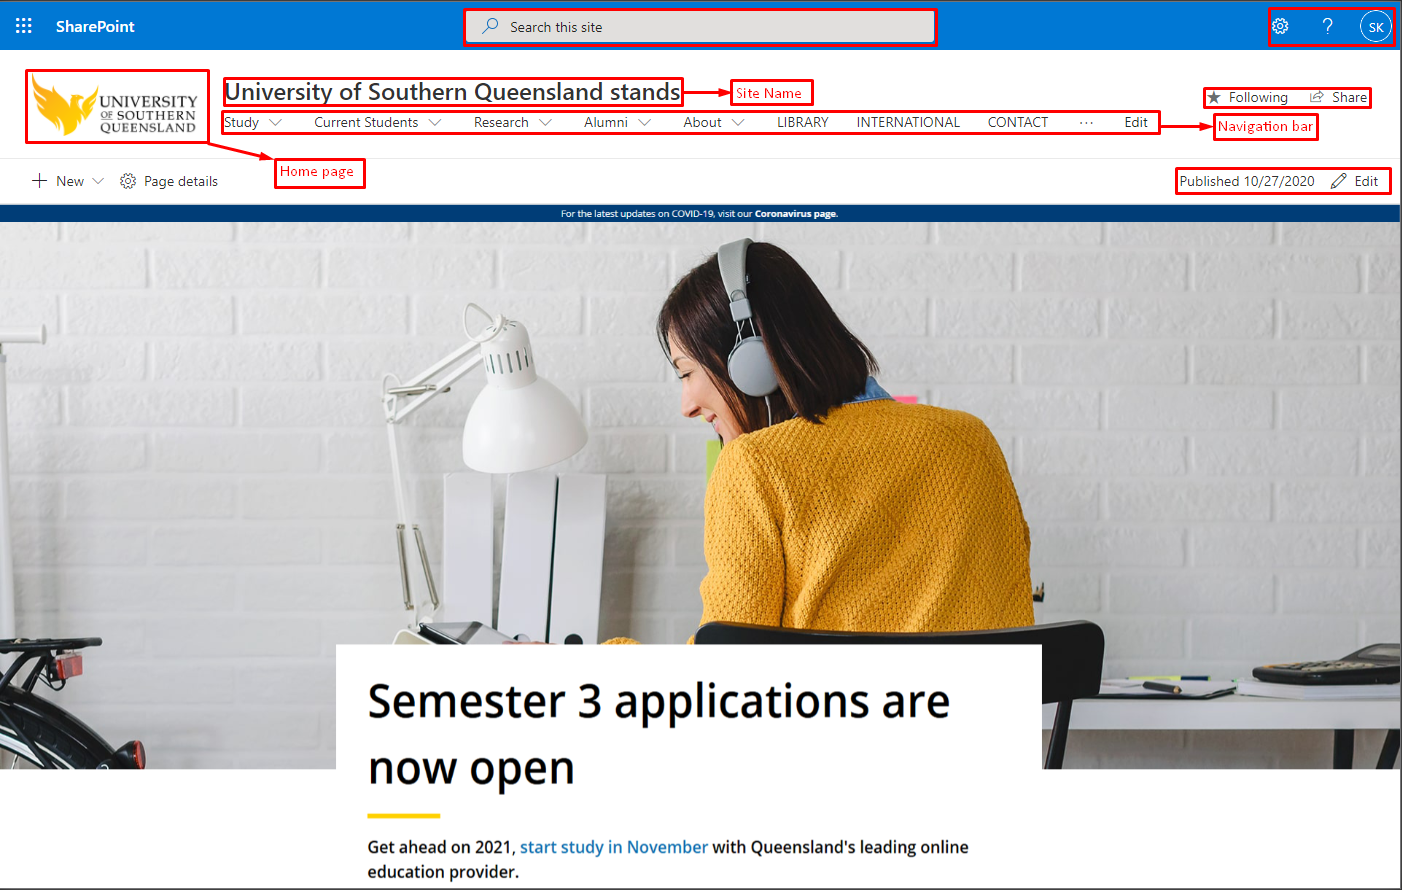 SharePoint
Search this site
?
SK
UNIVERSITY
OF SOUTHERN
QUEENSLAND
University of Southern Queensland stands
Site Name
Following
Share
Study
Current Students
Research
Alumni
About
LIBRARY
INTERNATIONAL
CONTACT
...
Edit
Navigation bar
Home page
New
Page details
Published 10/27/2020
Edit
For the latest updates on COVID-19, visit our Coronavirus page.
Semester 3 applications are
now open
Get ahead on 2021, start study in November with Queensland's leading online
education provider.